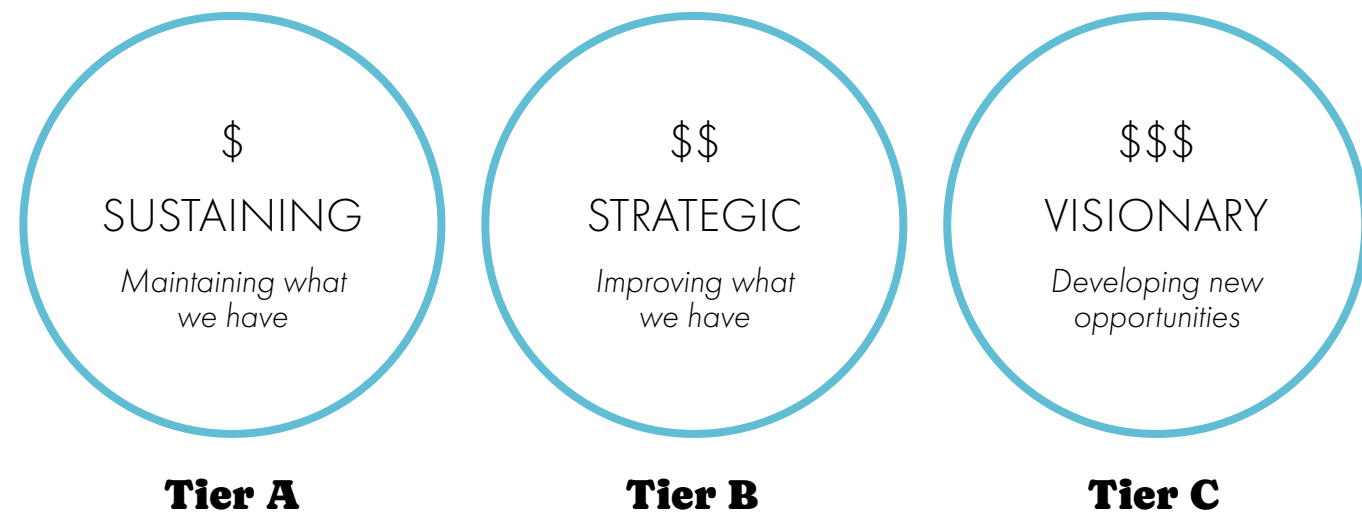 $
SUSTAINING
Maintaining what
we have
Tier A
$$
STRATEGIC
Improving what
we have
Tier B
$$$
VISIONARY
Developing new
opportunities
Tier C